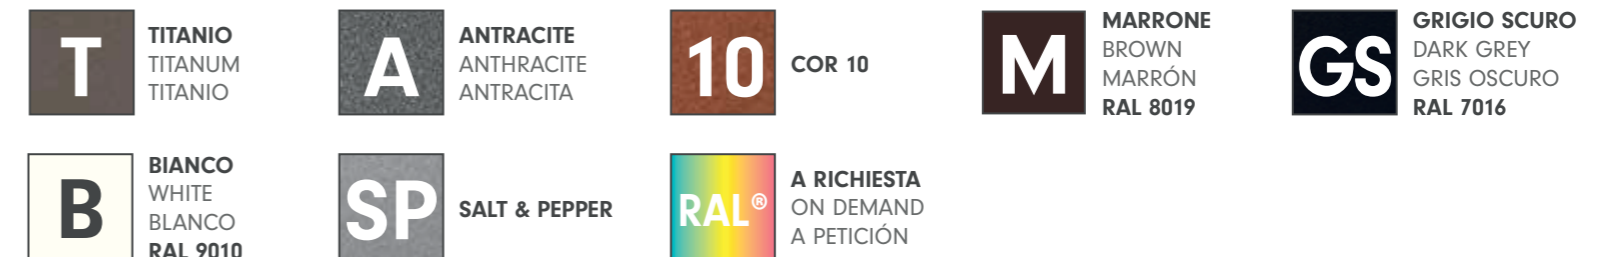 T
TITANIO
TITANUM
TITANIO
A
ANTRACITE
ANTHRACITE
ANTRACITA
10
COR 10
M
MARRONE
BROWN
MARRÓN
RAL 8019
GS
GRIGIO SCURO
DARK GREY
GRIS OSCURO
RAL 7016
B
BIANCO
WHITE
BLANCO
RAL 9010
SP
SALT & PEPPER
RAL®
A RICHIESTA
ON DEMAND
A PETICIÓN